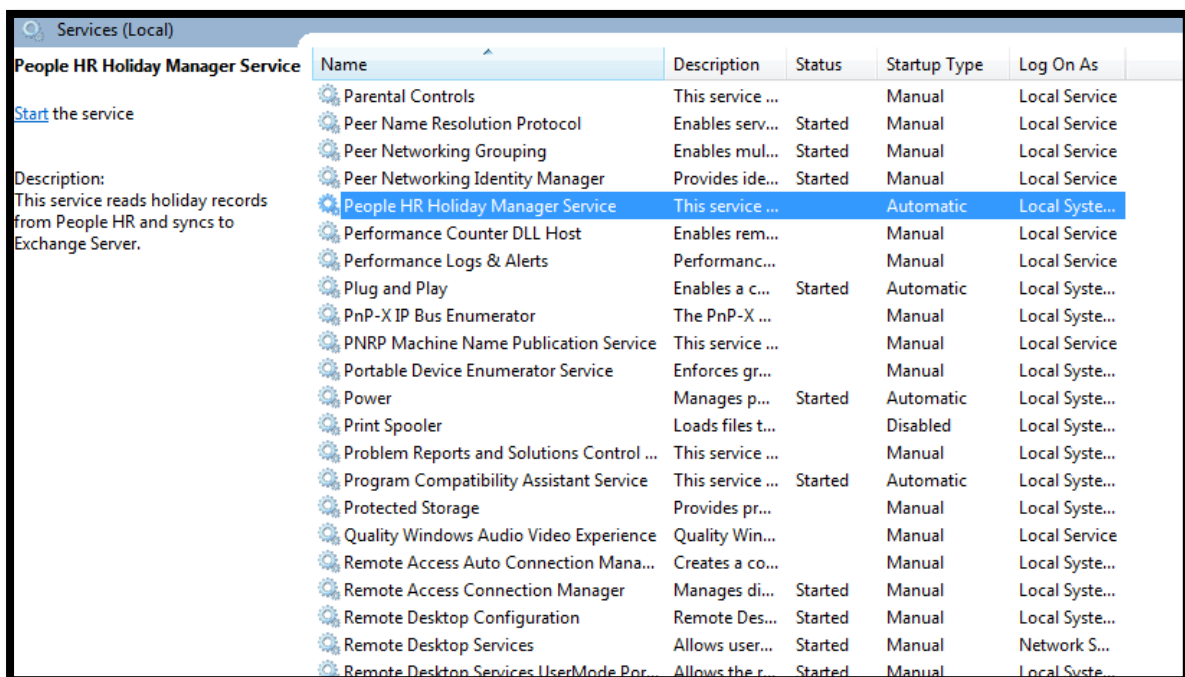 Services (Local)
People HR Holiday Manager Service
Start the service
Description:
This service reads holiday records
from People HR and syncs to
Exchange Server.
Name Description Status Startup Type Log On As
Parental Controls This service ... Manual Local Service
Peer Name Resolution Protocol Enables serv... Started Manual Local Service
Peer Networking Grouping Enables mul... Started Manual Local Service
Peer Networking Identity Manager Provides ide... Started Manual Local Service
People HR Holiday Manager Service This service ... Automatic Local Syste...
Performance Counter DLL Host Enables rem... Manual Local Service
Performance Logs & Alerts Performanc... Manual Local Service
Plug and Play Enables a c... Started Automatic Local Syste...
PnP-X IP Bus Enumerator The PnP-X ... Manual Local Syste...
PNRP Machine Name Publication Service This service ... Manual Local Service
Portable Device Enumerator Service Enforces gr... Manual Local Syste...
Power Manages p... Started Automatic Local Syste...
Print Spooler Loads files t... Disabled Local Syste...
Problem Reports and Solutions Control ... This service ... Manual Local Syste...
Program Compatibility Assistant Service This service ... Started Automatic Local Syste...
Protected Storage Provides pr... Manual Local Syste...
Quality Windows Audio Video Experience Quality Win... Manual Local Service
Remote Access Auto Connection Mana... Creates a co... Manual Local Syste...
Remote Access Connection Manager Manages di... Started Manual Local Syste...
Remote Desktop Configuration Remote Des... Started Manual Local Syste...
Remote Desktop Services Allows user... Started Manual Network S...
Remote Desktop Services UserMode Por... Allows the r... Started Manual Local Syste...